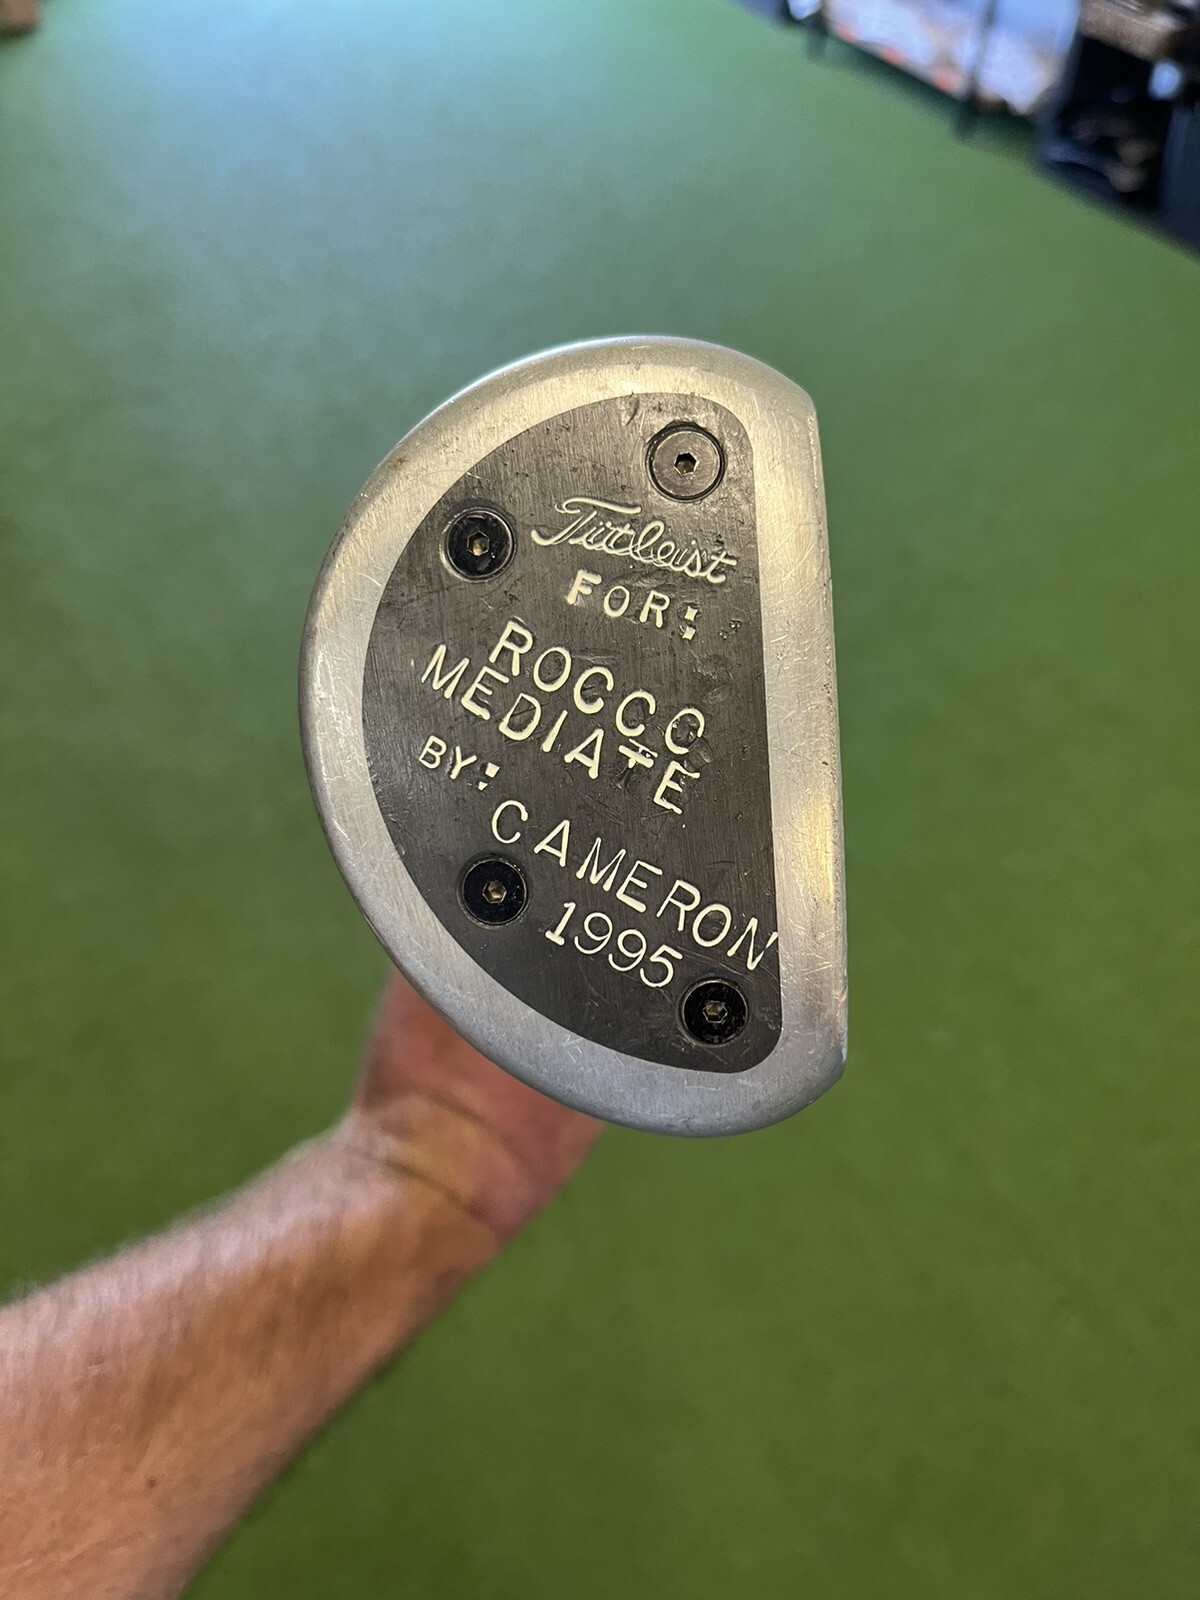 Titleist
FOR:
ROCCO
MEDIATE
BY:
CAMERON
1995